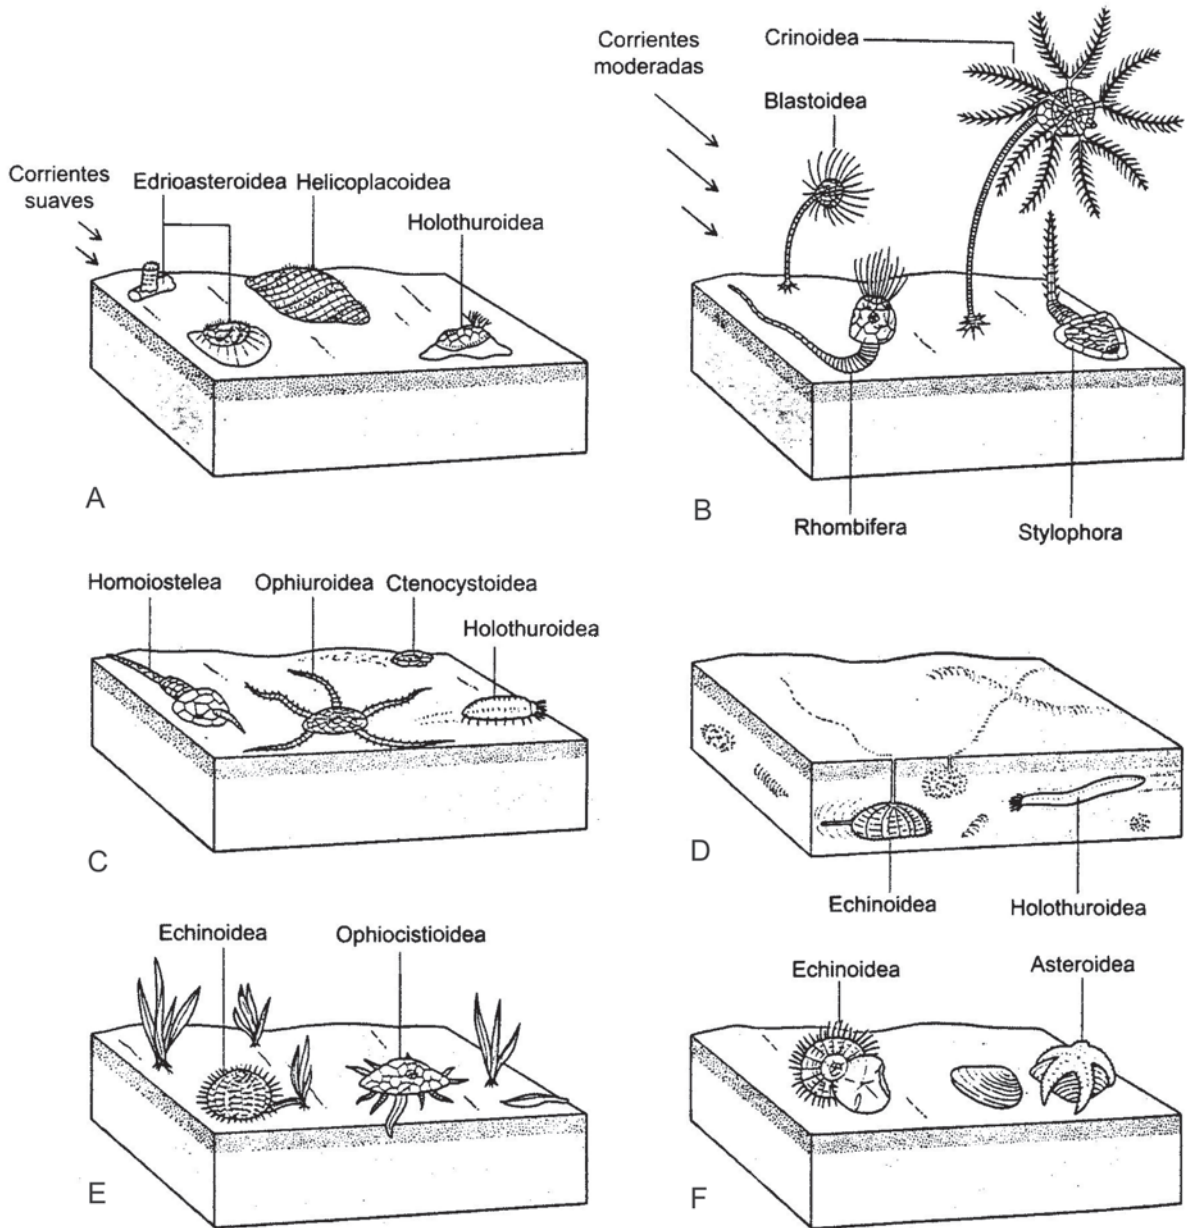 Corrientes
suaves
Edrioasteroidea
Helicoplacoidea
Holothuroidea
A
Corrientes
moderadas
Crinoidea
Blastoidea
Rhombifera
Stylophora
B
Homoiostelea
Ophiuroidea
Ctenocystoidea
Holothuroidea
C
Echinoidea
Holothuroidea
D
Echinoidea
Ophiocistioidea
E
Echinoidea
Asteroidea
F